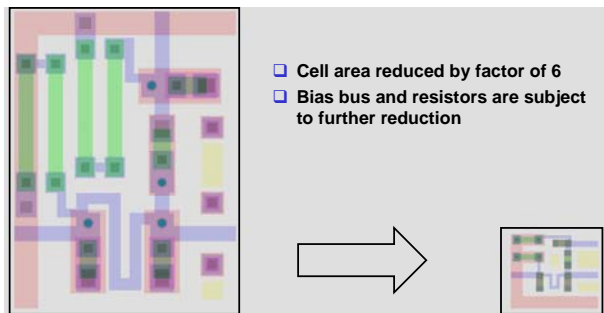 Cell area reduced by factor of 6
Bias bus and resistors are subject
to further reduction